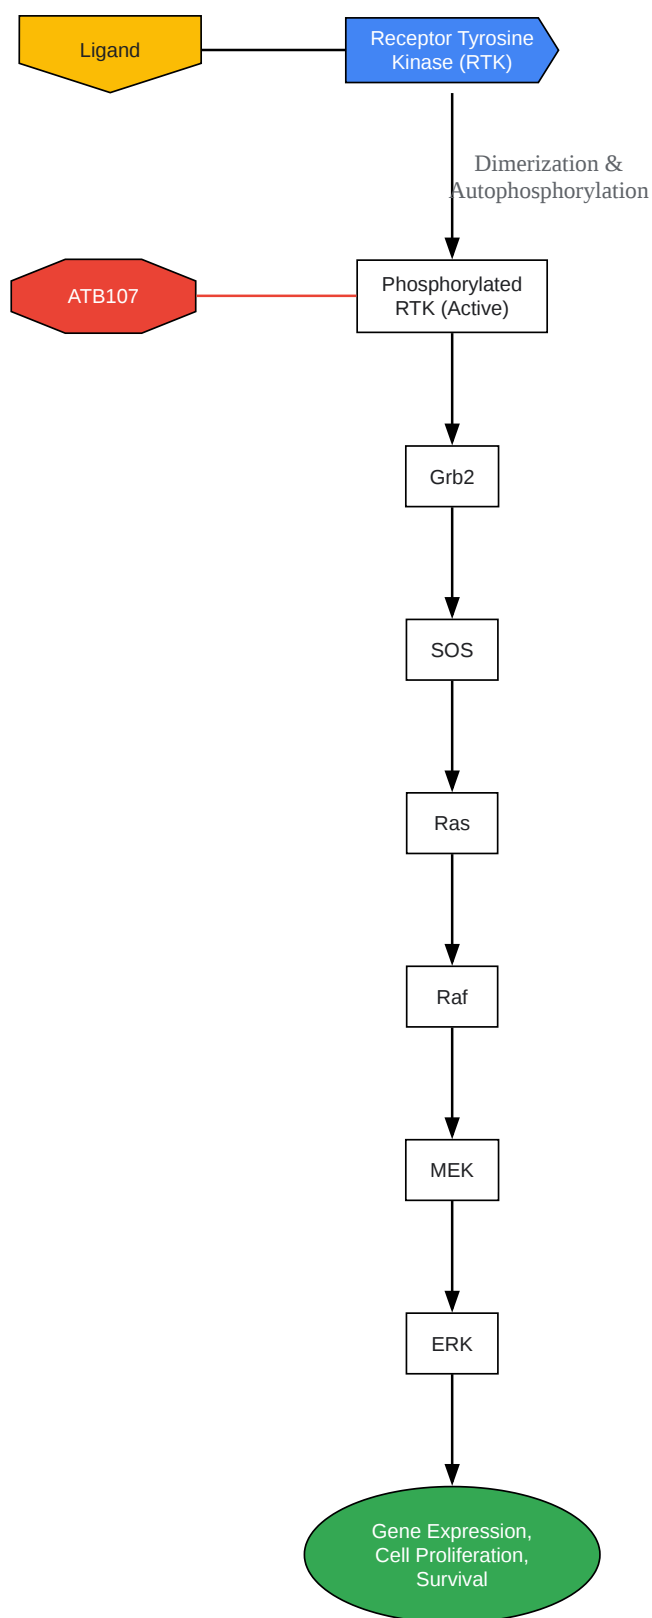 Ligand
Receptor Tyrosine
Kinase (RTK)
Dimerization &
Autophosphorylation
ATB107
Phosphorylated
RTK (Active)
Grb2
SOS
Ras
Raf
MEK
ERK
Gene Expression,
Cell Proliferation,
Survival